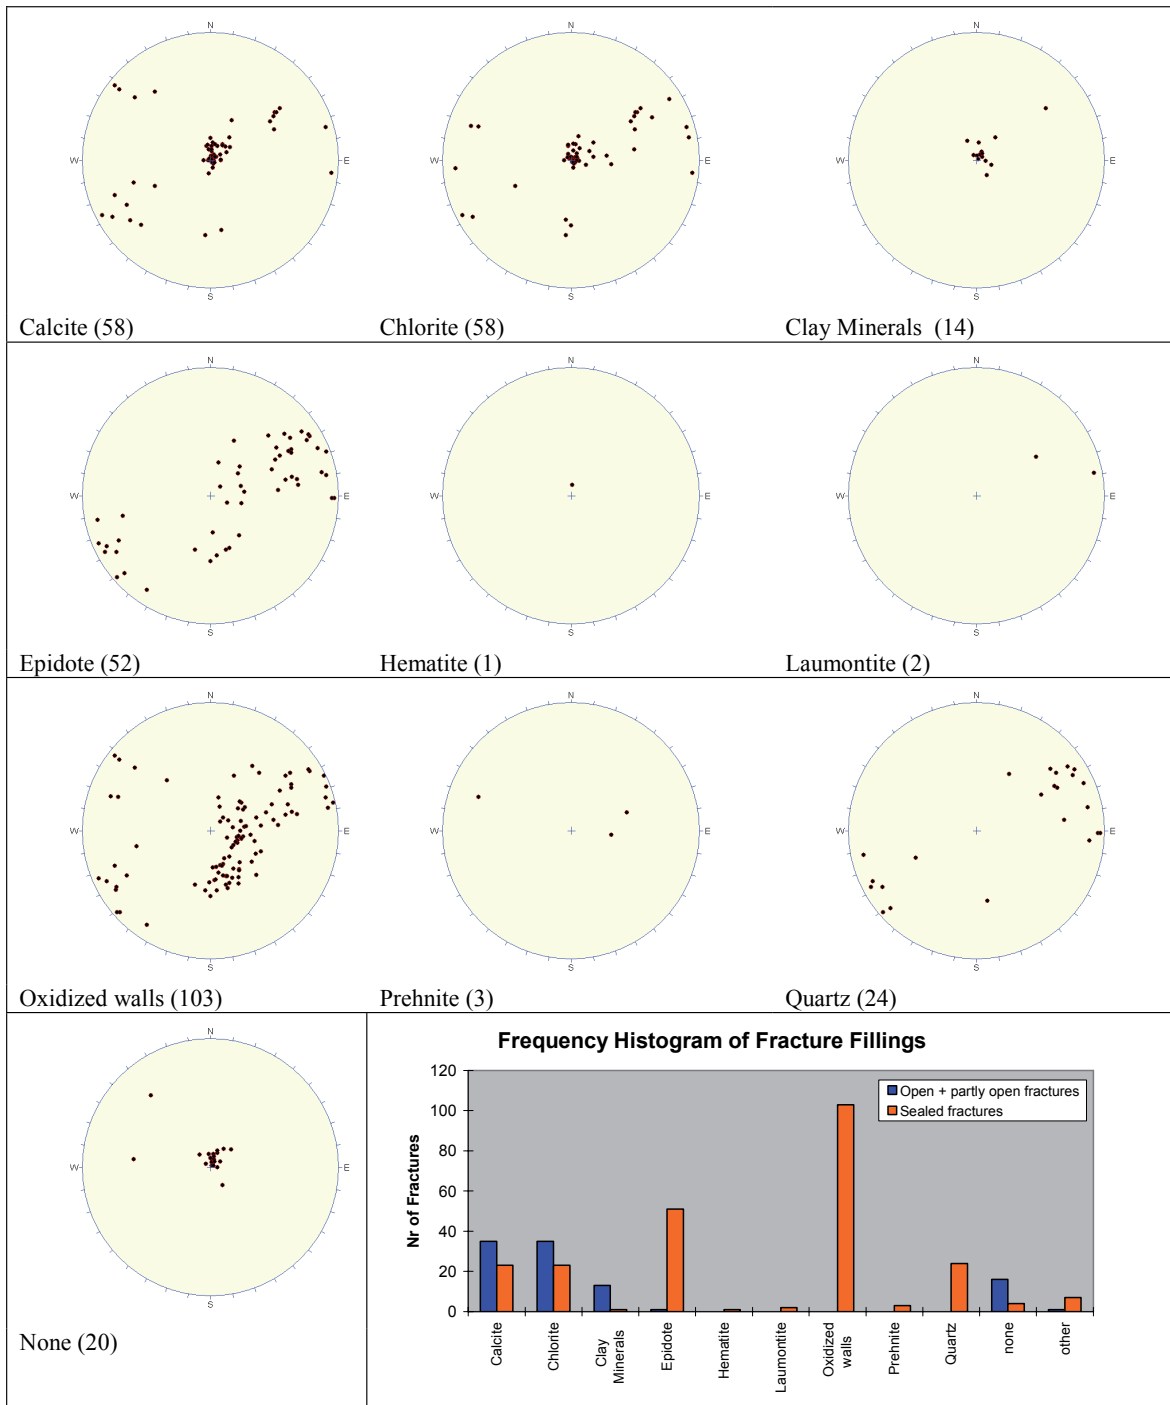 N
N
N
W
E
W
E
W
E
S
S
S
Calcite (58)
Chlorite (58)
Clay Minerals (14)
N
N
N
W
E
W
E
W
E
S
S
S
Epidote (52)
Hematite (1)
Laumontite (2)
N
N
N
W
E
W
E
W
E
S
S
S
Oxidized walls (103)
Prehnite (3)
Quartz (24)
N
W
E
S
None (20)
Frequency Histogram of Fracture Fillings
Nr of Fractures
120
100
80
60
40
20
0
Open + partly open fractures
Sealed fractures
Calcite
Chlorite
Clay
Minerals
Epidote
Hematite
Laumontite
Oxidized
walls
Prehnite
Quartz
none
other